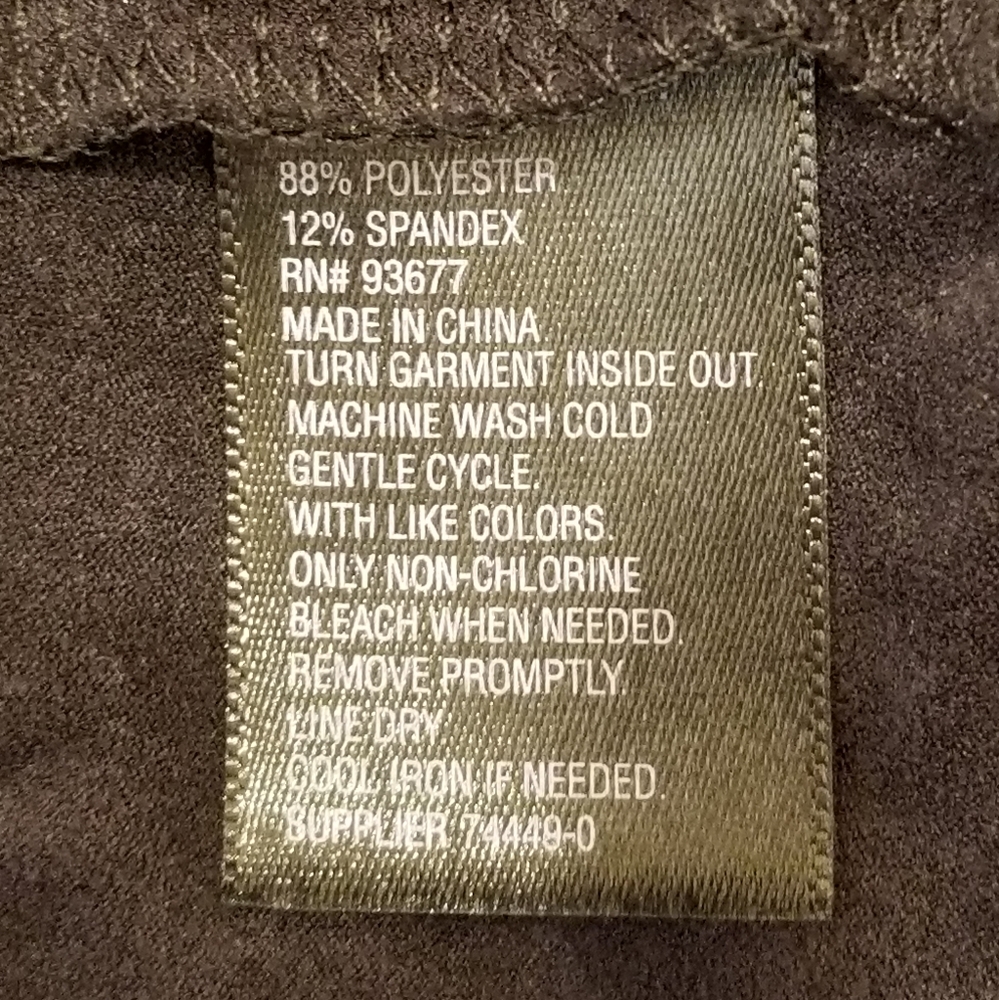 88% POLYESTER
12% SPANDEX
RN# 93677
MADE IN CHINA
TURN GARMENT INSIDE OUT.
MACHINE WASH COLD
GENTLE CYCLE.
WITH LIKE COLORS.
ONLY NON-CHLORINE
BLEACH WHEN NEEDED.
REMOVE PROMPTLY.
LINE DRY
COOL IRON IF NEEDED.
SUPPLIER 74449-0